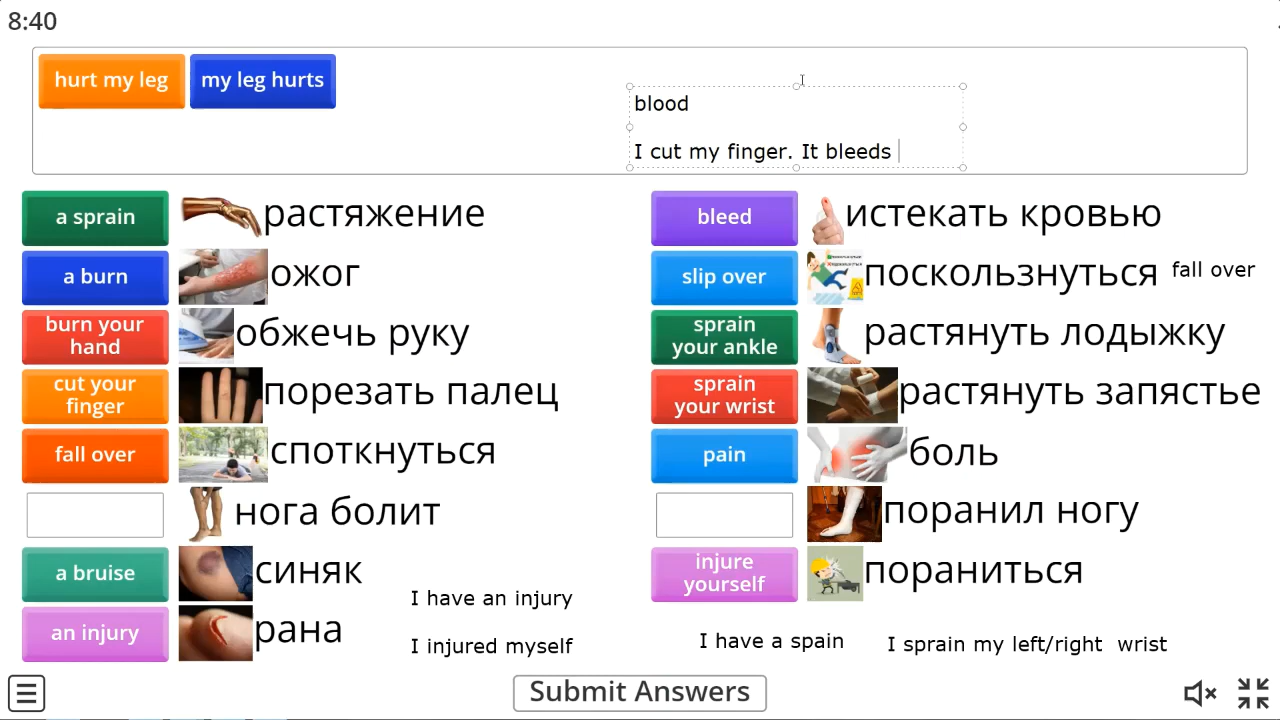 8:40
hurt my leg
my leg hurts
blood
I cut my finger. It bleeds
a sprain
растяжение
bleed
истекать кровью
a burn
ожог
slip over
поскользнуться
fall over
burn your
hand
обжечь руку
sprain
your ankle
растянуть лодыжку
cut your
finger
порезать палец
sprain
your wrist
растянуть запястье
fall over
споткнуться
pain
боль
нога болит
поранил ногу
a bruise
синяк
injure
yourself
пораниться
I have an injury
an injury
рана
I injured myself
I have a spain
I sprain my left/right wrist
Submit Answers